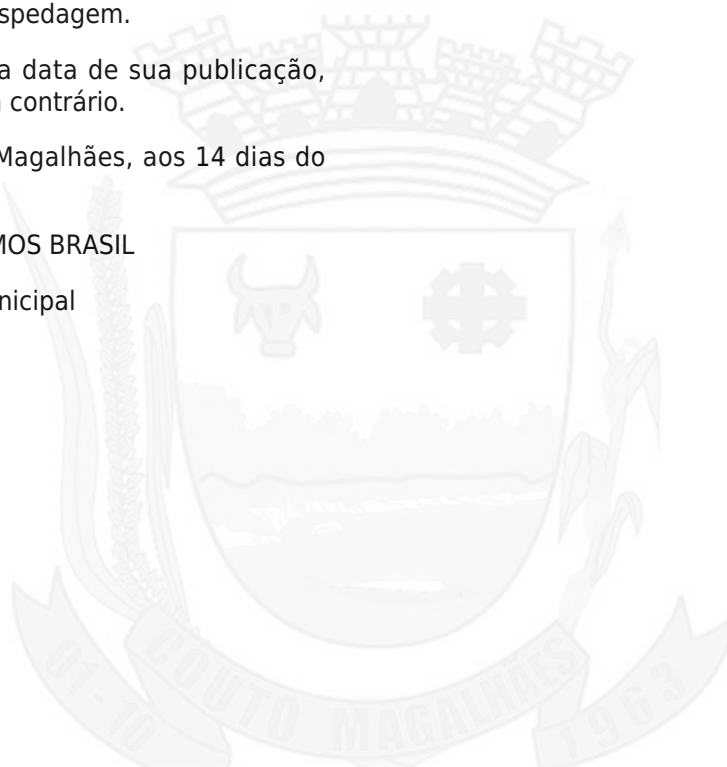 spedagem.
a data de sua publicação,
contrário.
Magalhães, aos 14 dias do
MOS BRASIL
nicipal
01-10
COUTO MAGALHÃES
1963